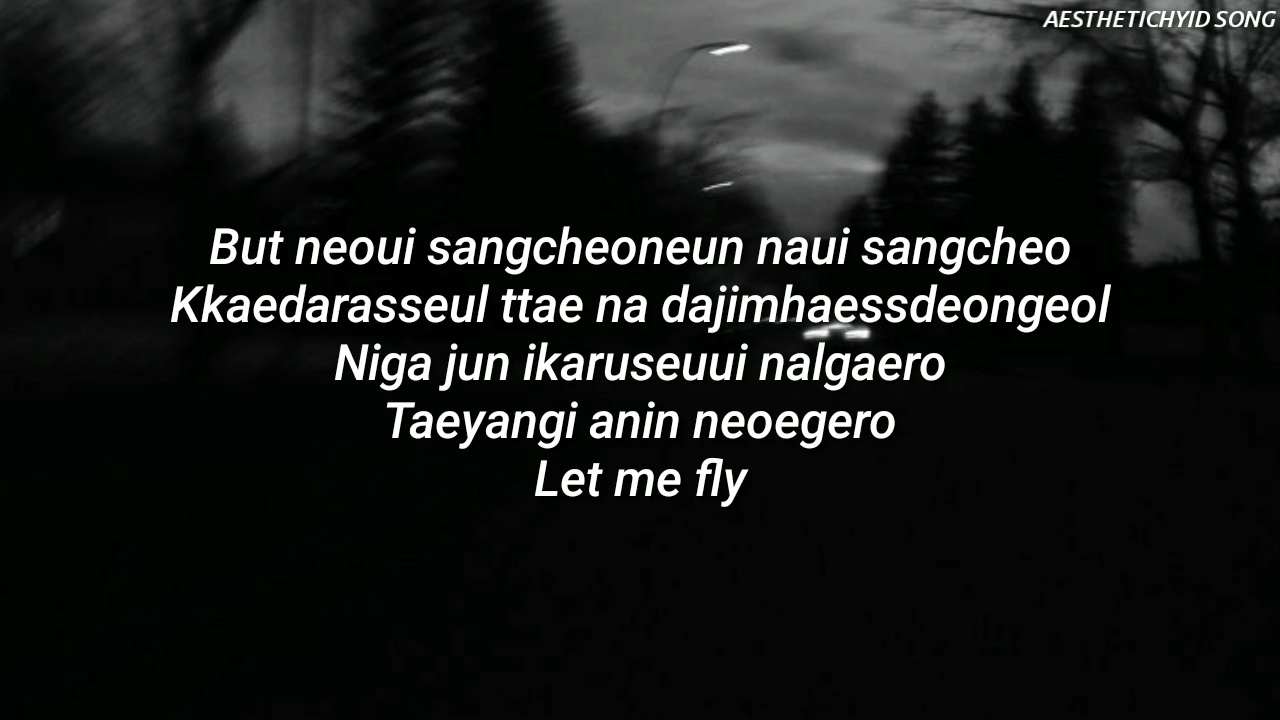 AESTHETICHYID SONG
But neoui sangcheoneun naui sangcheo
Kkaedarasseul ttae na dajimhaessdeongeol
Niga jun ikaruseuui nalgaero
Taeyangi anin neoegero
Let me fly